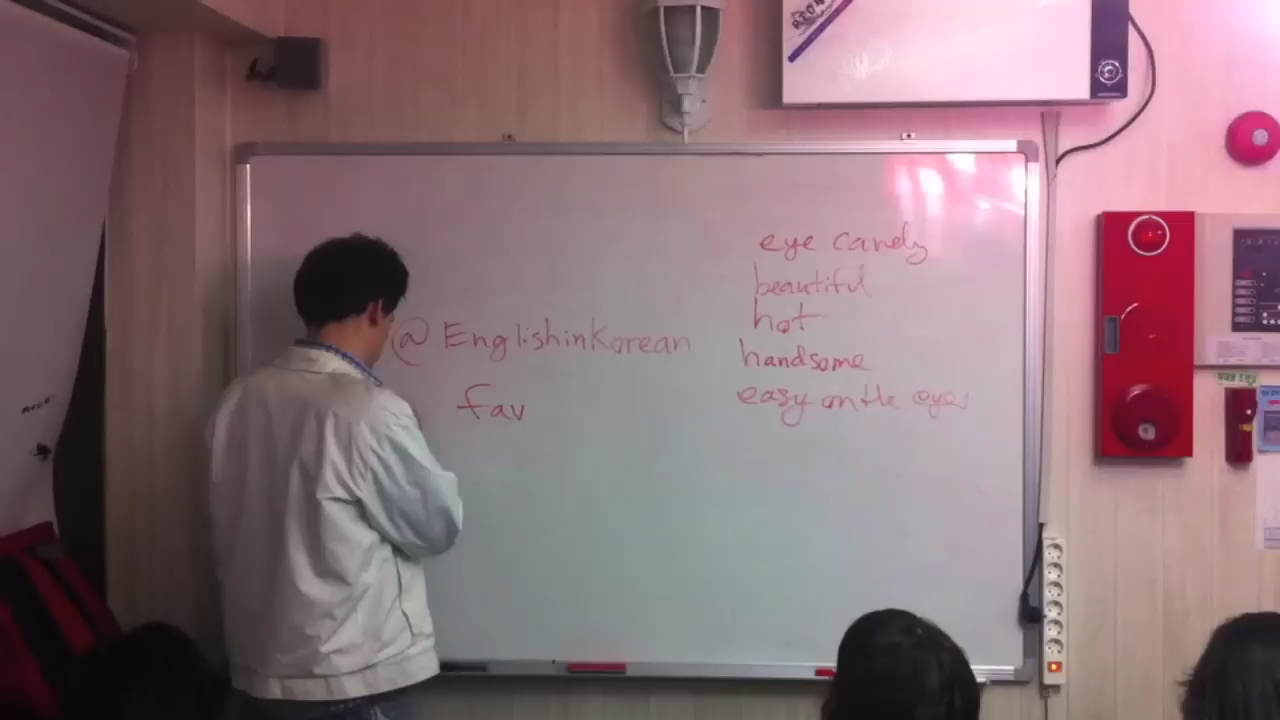 @EnglishinKorean
fav
eye candy
beautiful
hot
handsome
easy on the eyes